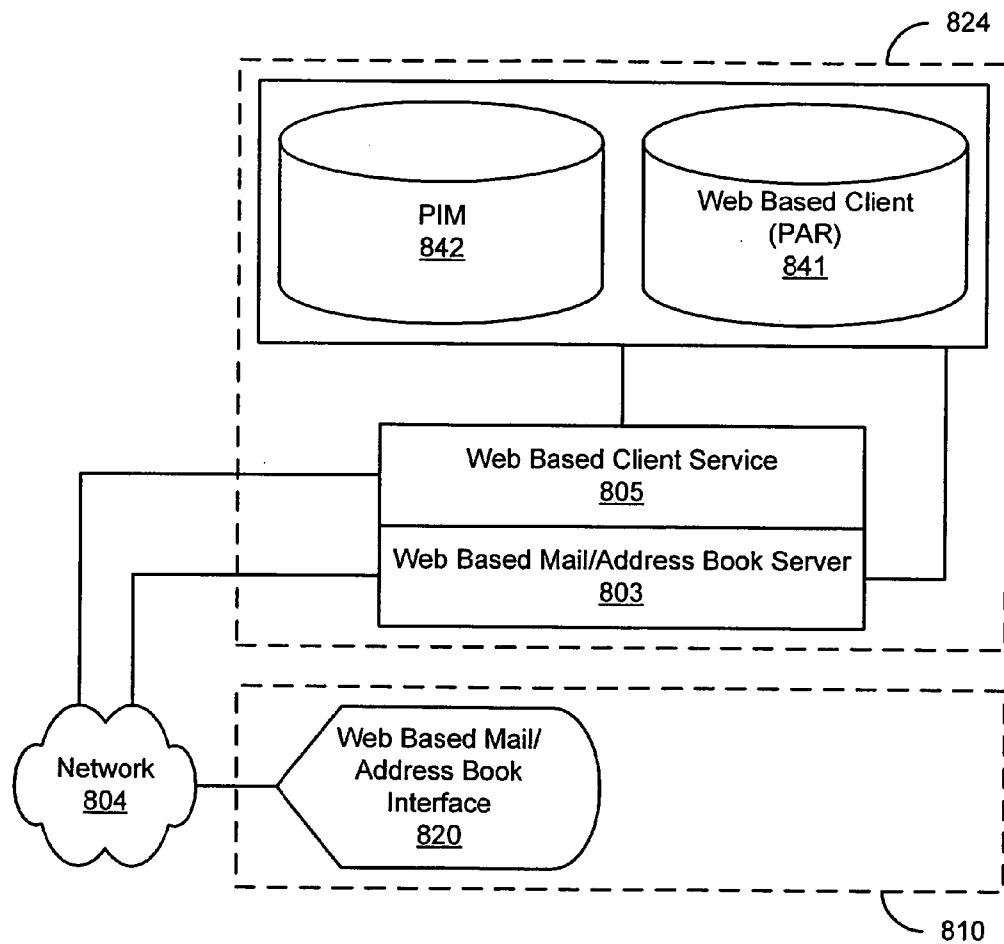 824
PIM
842
Web Based Client
(PAR)
841
Web Based Client Service
805
Web Based Mail/Address Book Server
803
Network
804
Web Based Mail/
Address Book
Interface
820
810